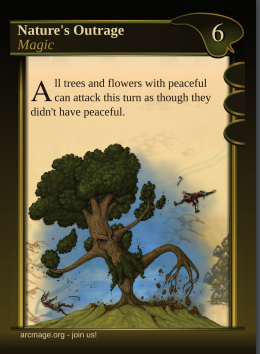 Nature's Outrage
6
Magic
All trees and flowers with peaceful
can attack this turn as though they
didn't have peaceful.
arcmage.org - join us!